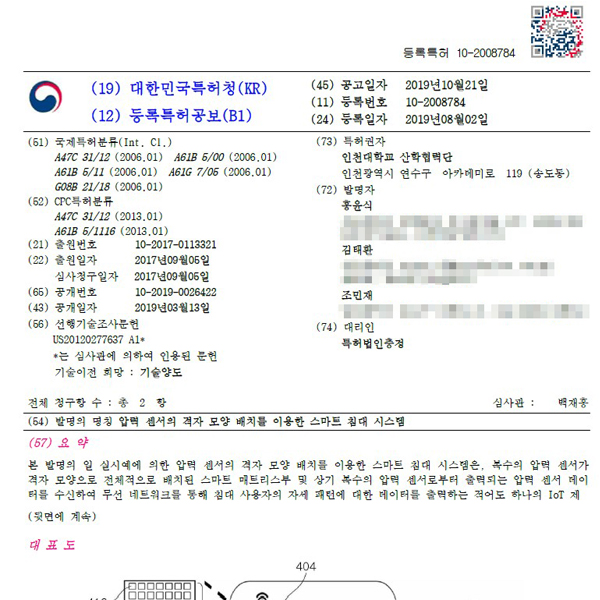 등록특허 10-2008784
(19) 대한민국특허청(KR)
(12) 등록특허공보(B1)
(45) 공고일자 2019년10월21일
(11) 등록번호 10-2008784
(24) 등록일자 2019년08월02일
(51) 국제특허분류(Int. Cl.)
A47C 31/12 (2006.01) A61B 5/00 (2006.01)
A61B 5/11 (2006.01) A61G 7/05 (2006.01)
G08B 21/18 (2006.01)
(52) CPC특허분류
A47C 31/12 (2013.01)
A61B 5/1116 (2013.01)
(21) 출원번호 10-2017-0113321
(22) 출원일자 2017년09월05일
심사청구일자 2017년09월05일
(65) 공개번호 10-2019-0026422
(43) 공개일자 2019년03월13일
(56) 선행기술조사문헌
US20120277637 A1*
*는 심사관에 의하여 인용된 문헌
기술이전 희망 : 기술양도
(73) 특허권자
인천대학교 산학협력단
인천광역시 연수구 아카데미로 119 (송도동)
(72) 발명자
홍윤식
김태환
조민재
(74) 대리인
특허법인충정
전체 청구항 수 : 총 2 항
심사관 : 백재홍
(54) 발명의 명칭 압력 센서의 격자 모양 배치를 이용한 스마트 침대 시스템
(57) 요 약
본 발명의 일 실시예에 의한 압력 센서의 격자 모양 배치를 이용한 스마트 침대 시스템은, 복수의 압력 센서가
격자 모양으로 전체적으로 배치된 스마트 매트리스부 및 상기 복수의 압력 센서로부터 출력되는 압력 센서 데이
터를 수신하여 무선 네트워크를 통해 침대 사용자의 자세 패턴에 대한 데이터를 출력하는 적어도 하나의 IoT 제
(뒷면에 계속)
대 표 도
404